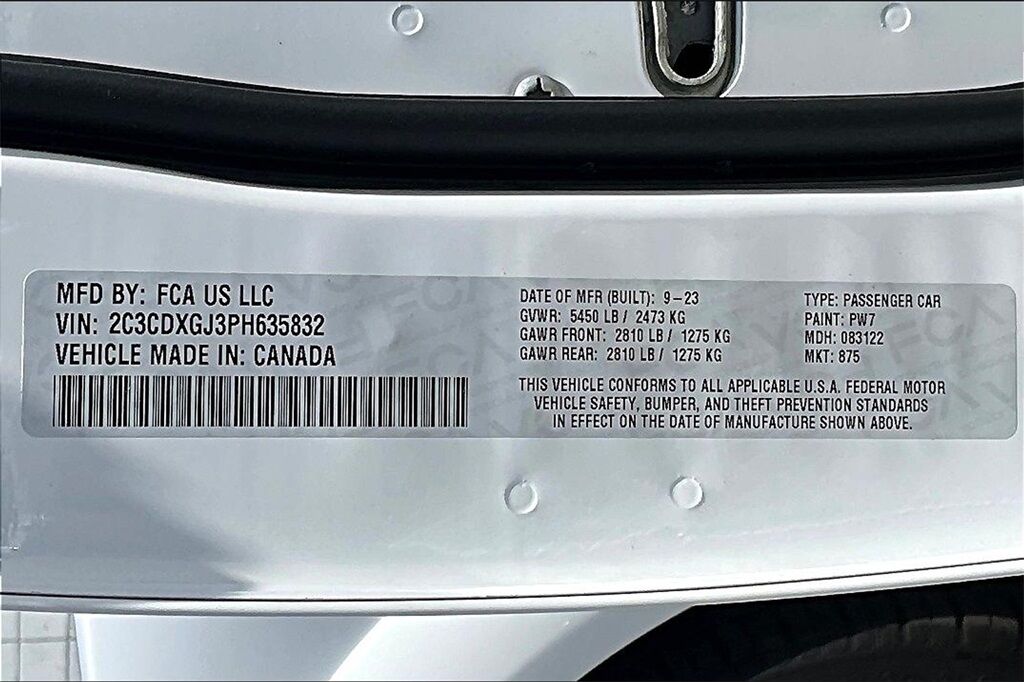 MFD BY: FCA US LLC
VIN: 2C3CDXGJ3PH635832
VEHICLE MADE IN: CANADA
DATE OF MFR (BUILT): 9-23
GVWR: 5450 LB / 2473 KG
GAWR FRONT: 2810 LB / 1275 KG
GAWR REAR: 2810 LB / 1275 KG
TYPE: PASSENGER CAR
PAINT: PW7
MDH: 083122
MKT: 875
THIS VEHICLE CONFORMS TO ALL APPLICABLE U.S.A. FEDERAL MOTOR
VEHICLE SAFETY, BUMPER, AND THEFT PREVENTION STANDARDS
IN EFFECT ON THE DATE OF MANUFACTURE SHOWN ABOVE.